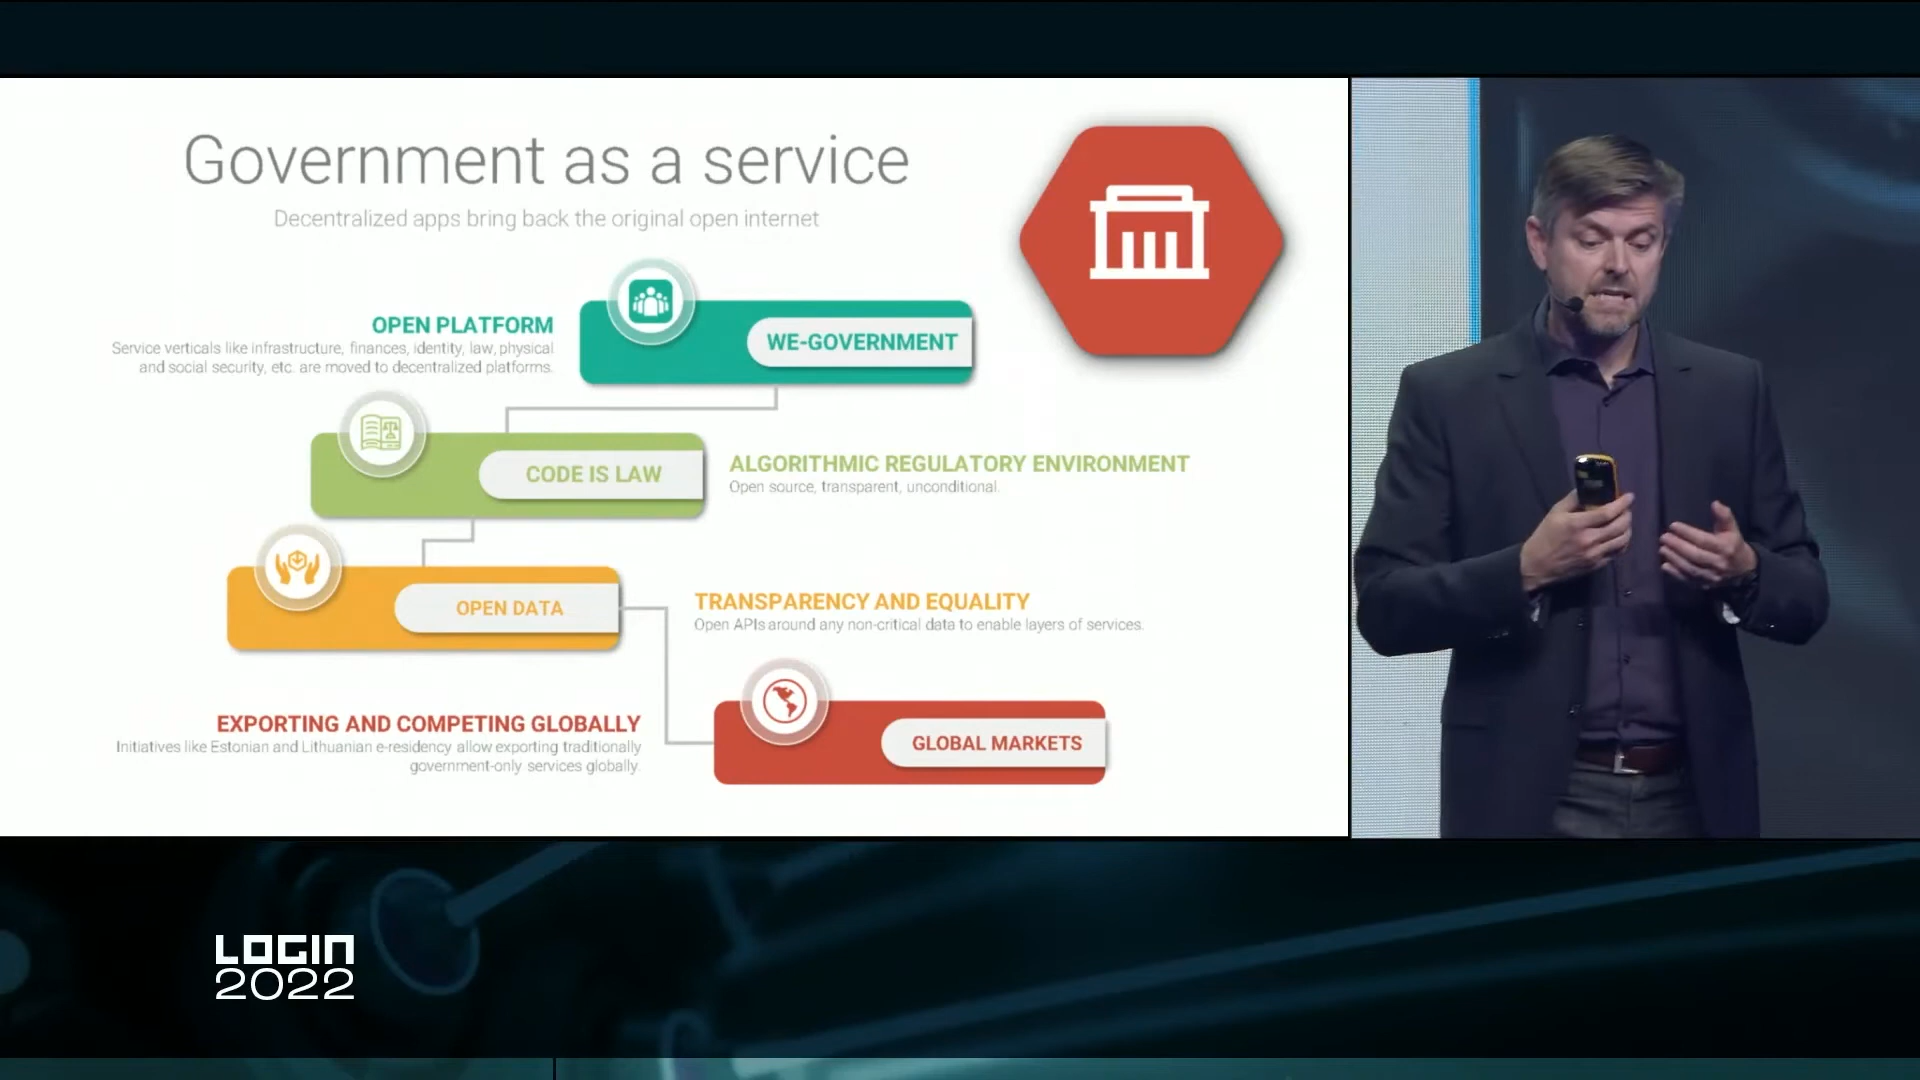 Government as a service
Decentralized apps bring back the original open internet
OPEN PLATFORM
Service verticals like infrastructure, finances, identity, law, physical
and social security, etc. are moved to decentralized platforms.
WE-GOVERNMENT
CODE IS LAW
ALGORITHMIC REGULATORY ENVIRONMENT
Open source, transparent, unconditional.
OPEN DATA
TRANSPARENCY AND EQUALITY
Open APIs around any non-critical data to enable layers of services.
EXPORTING AND COMPETING GLOBALLY
Initiatives like Estonian and Lithuanian e-residency allow exporting traditionally
government-only services globally.
GLOBAL MARKETS
LOGIN
2022